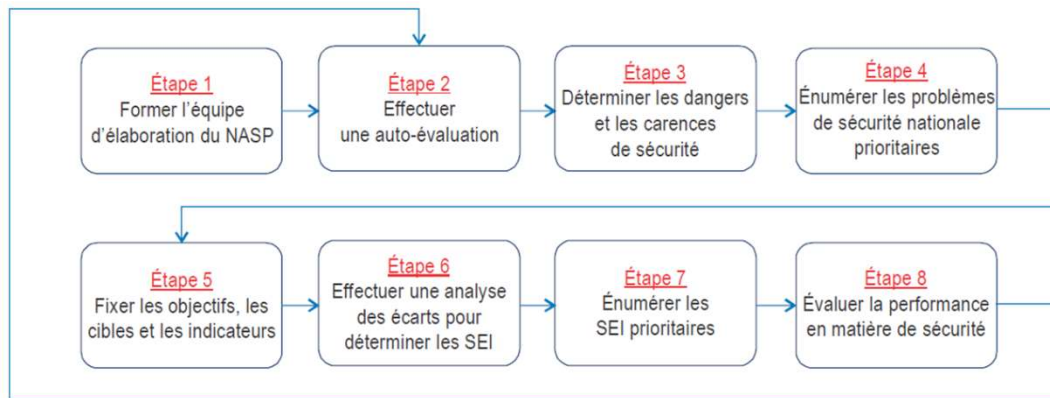 Étape 1
Former l'équipe
d'élaboration du NASP
Étape 2
Effectuer
une auto-évaluation
Étape 3
Déterminer les dangers
et les carences
de sécurité
Étape 4
Énumérer les problèmes
de sécurité nationale
prioritaires
Étape 5
Fixer les objectifs, les
cibles et les indicateurs
Étape 6
Effectuer une analyse
des écarts pour
déterminer les SEI
Étape 7
Énumérer les
SEI prioritaires
Étape 8
Évaluer la performance
en matière de sécurité